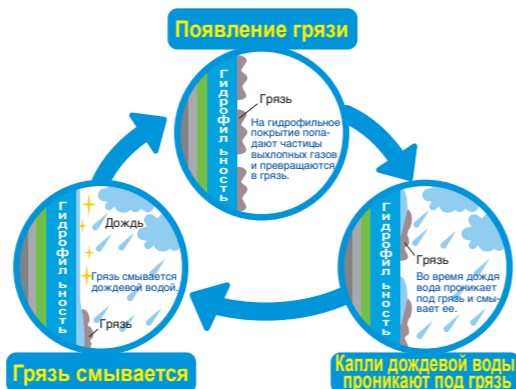 Появление грязи
Гидрофильность
Грязь
На гидрофильное
покрытие попа-
дают частицы
выхлопных газов
и превращаются
в грязь.
Гидрофильность
Грязь
Во время дождя
вода проникает
под грязь и смы-
вает ее.
Капли дождевой воды
проникают под грязь
Гидрофильность
Дождь
Грязь смывается
дождевой водой.
Грязь
Грязь смывается